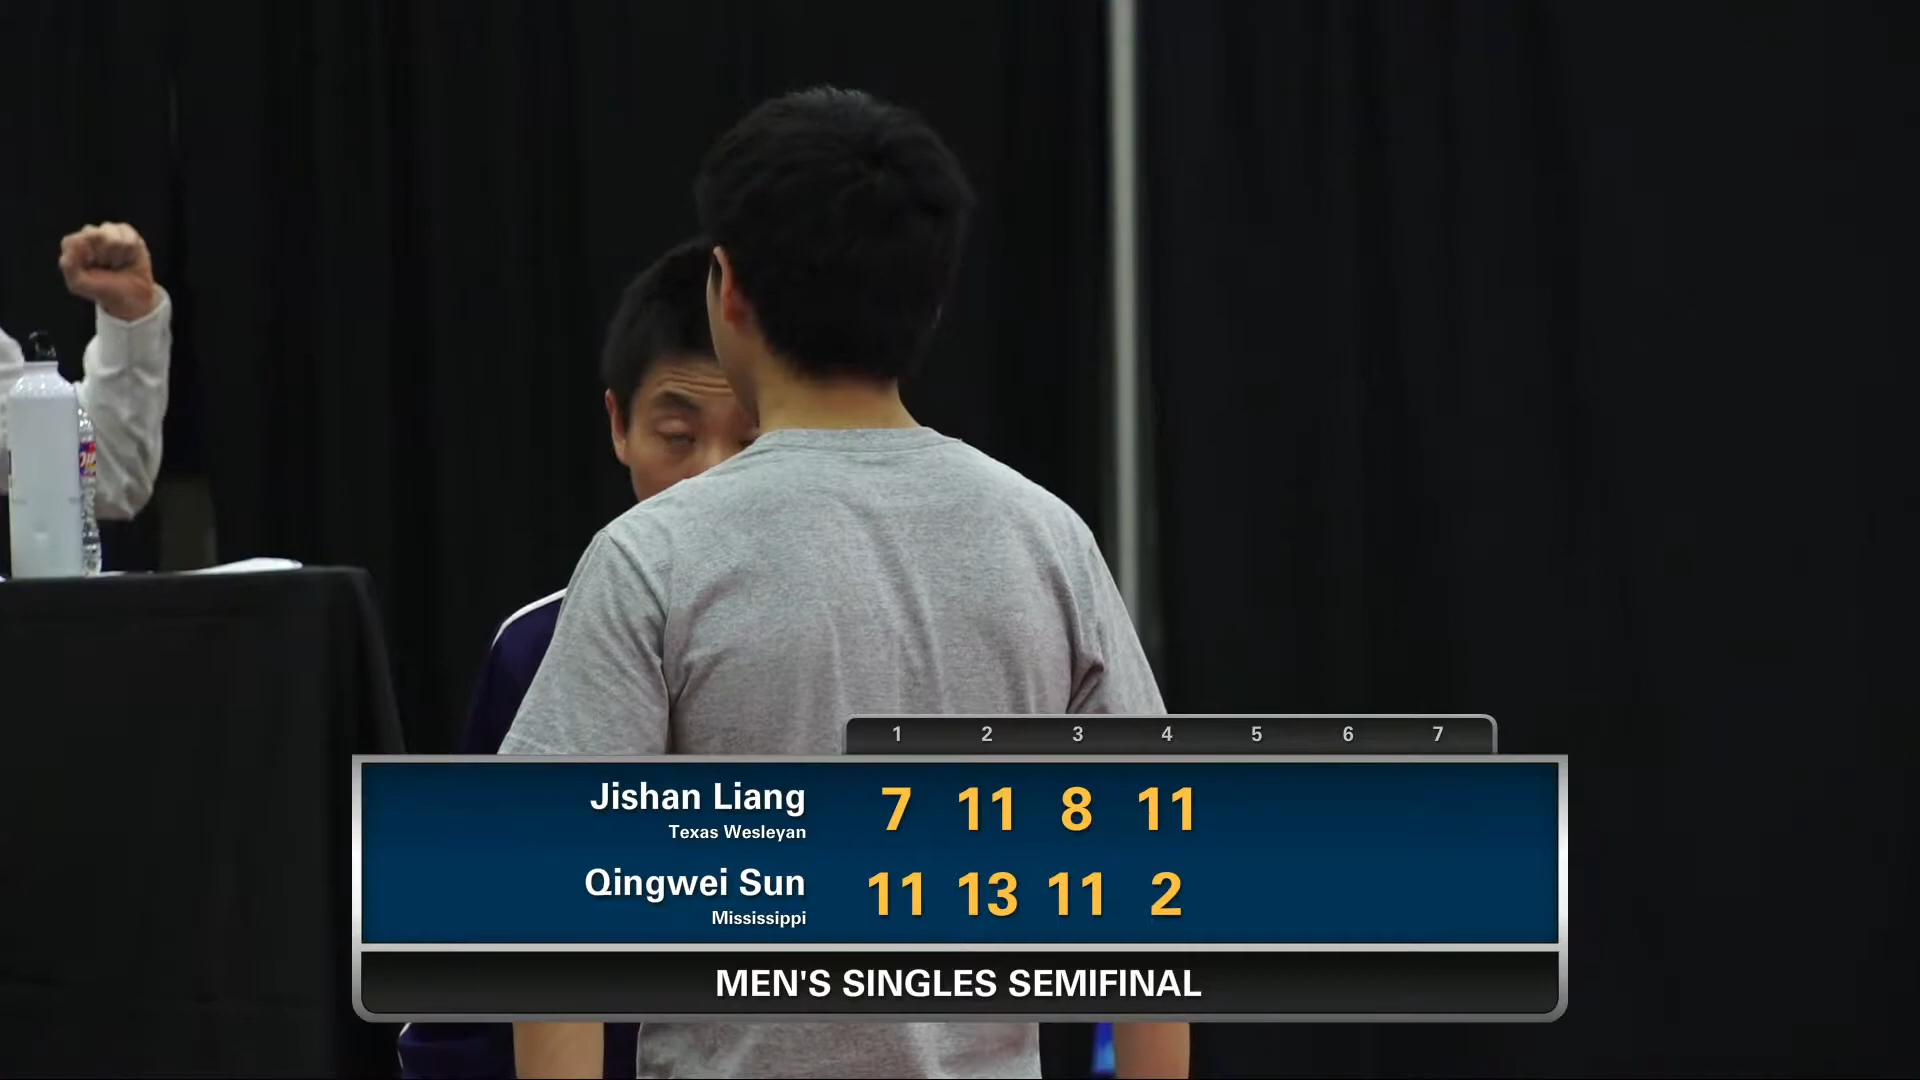 1 2 3 4 5 6 7
Jishan Liang 7 11 8 11
Texas Wesleyan
Qingwei Sun 11 13 11 2
Mississippi
MEN'S SINGLES SEMIFINAL